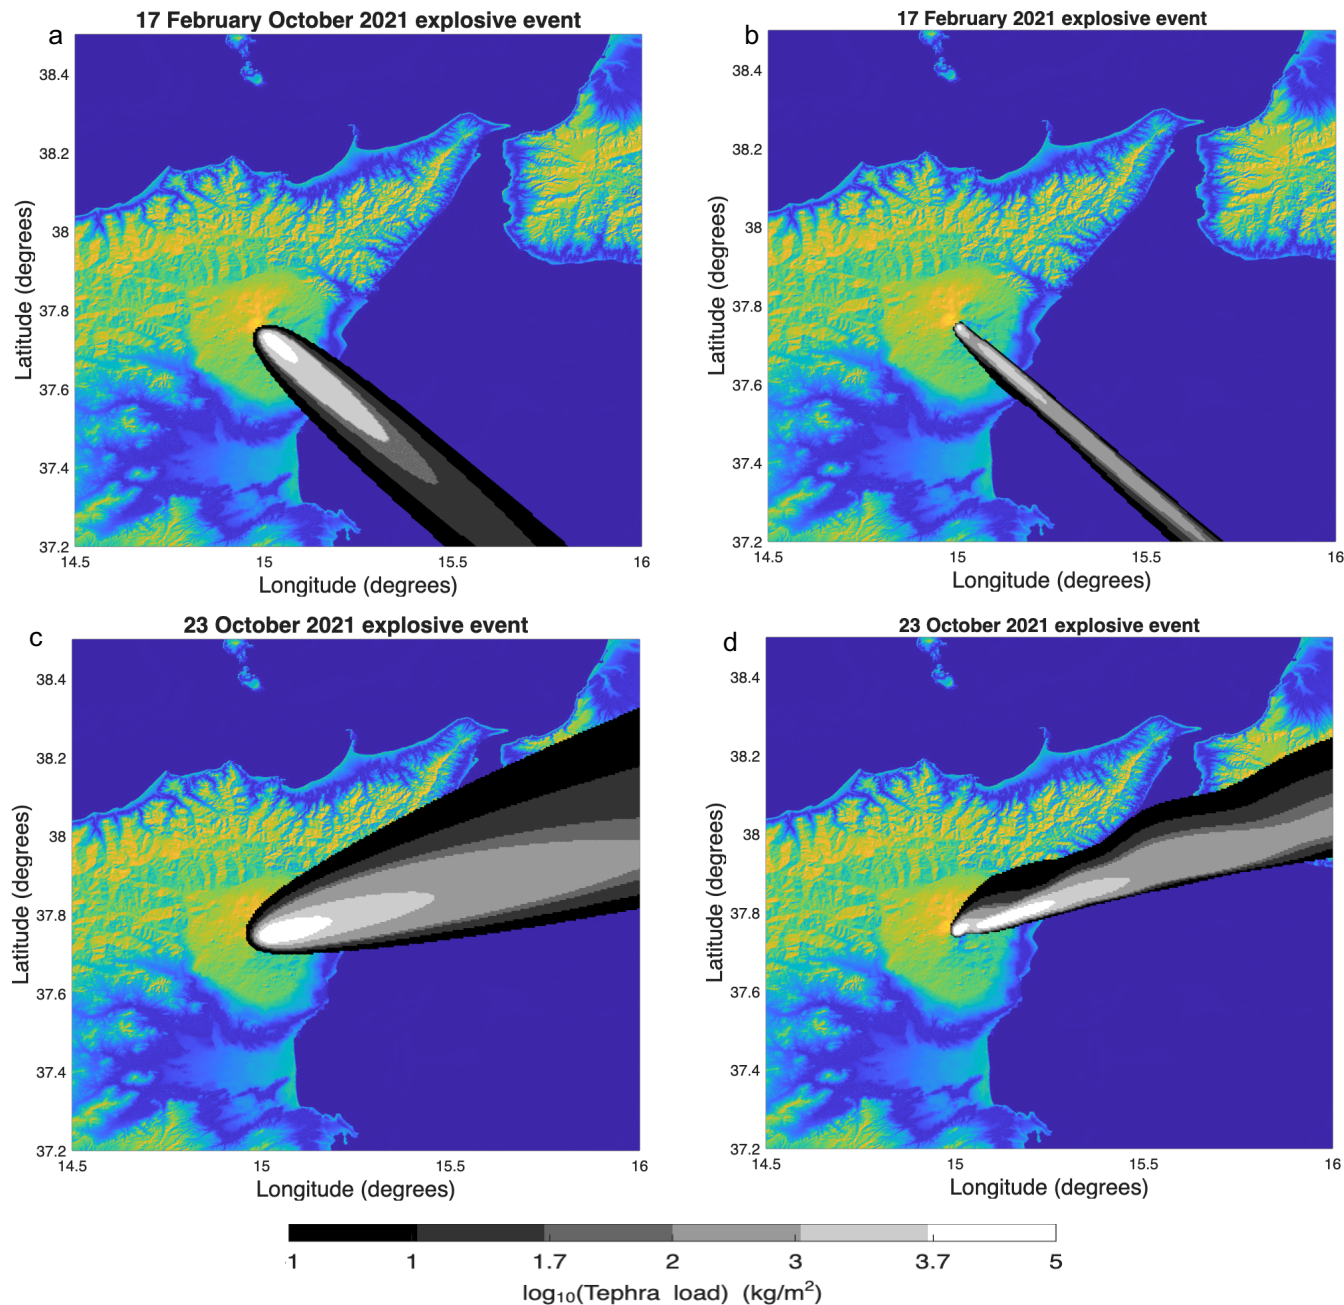 17 February October 2021 explosive event
a
38.4
38.2
38
37.8
37.6
37.4
37.2
Latitude (degrees)
14.5
15
15.5
16
Longitude (degrees)
17 February 2021 explosive event
b
38.4
38.2
38
37.8
37.6
37.4
37.2
Latitude (degrees)
14.5
15
15.5
16
Longitude (degrees)
23 October 2021 explosive event
c
38.4
38.2
38
37.8
37.6
37.4
37.2
Latitude (degrees)
14.5
15
15.5
16
Longitude (degrees)
23 October 2021 explosive event
d
38.4
38.2
38
37.8
37.6
37.4
37.2
Latitude (degrees)
14.5
15
15.5
16
Longitude (degrees)
-1 1 1.7 2 3 3.7 5
log₁₀(Tephra load) (kg/m²)